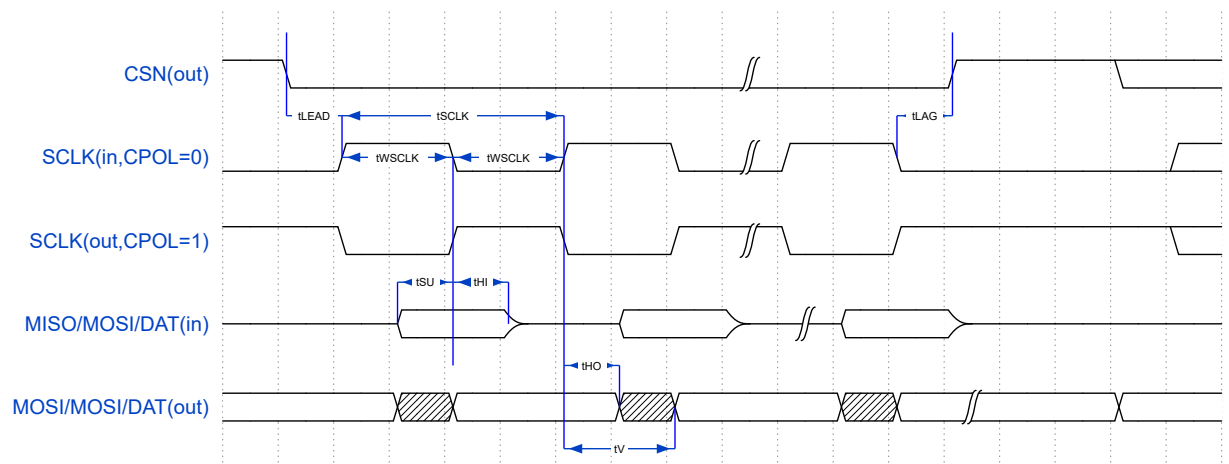 CSN(out)
tLEAD
tSCLK
tLAG
SCLK(in,CPOL=0)
tWSCLK
tWSCLK
SCLK(out,CPOL=1)
tSU
tHI
MISO/MOSI/DAT(in)
tHO
MOSI/MOSI/DAT(out)
tV